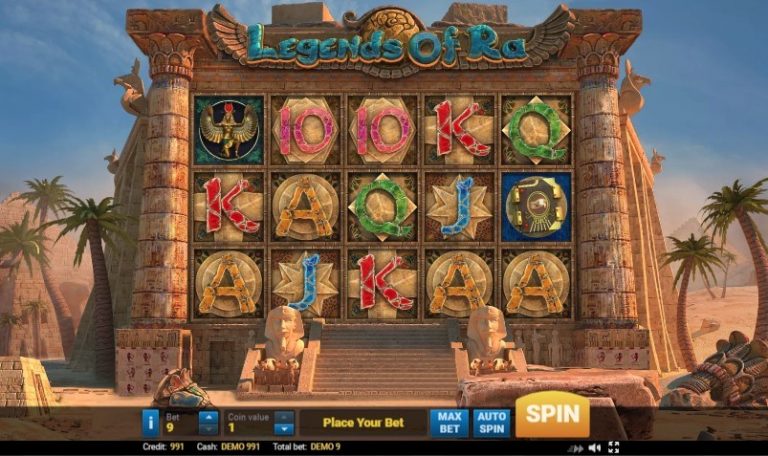 Legends Of Ra
10 10 K Q
K A Q J
A J K A A
i
Bet
9
Coin value
1
Place Your Bet
MAX BET
AUTO SPIN
SPIN
Credit: 991 Cash: DEMO 991 Total bet: DEMO 9